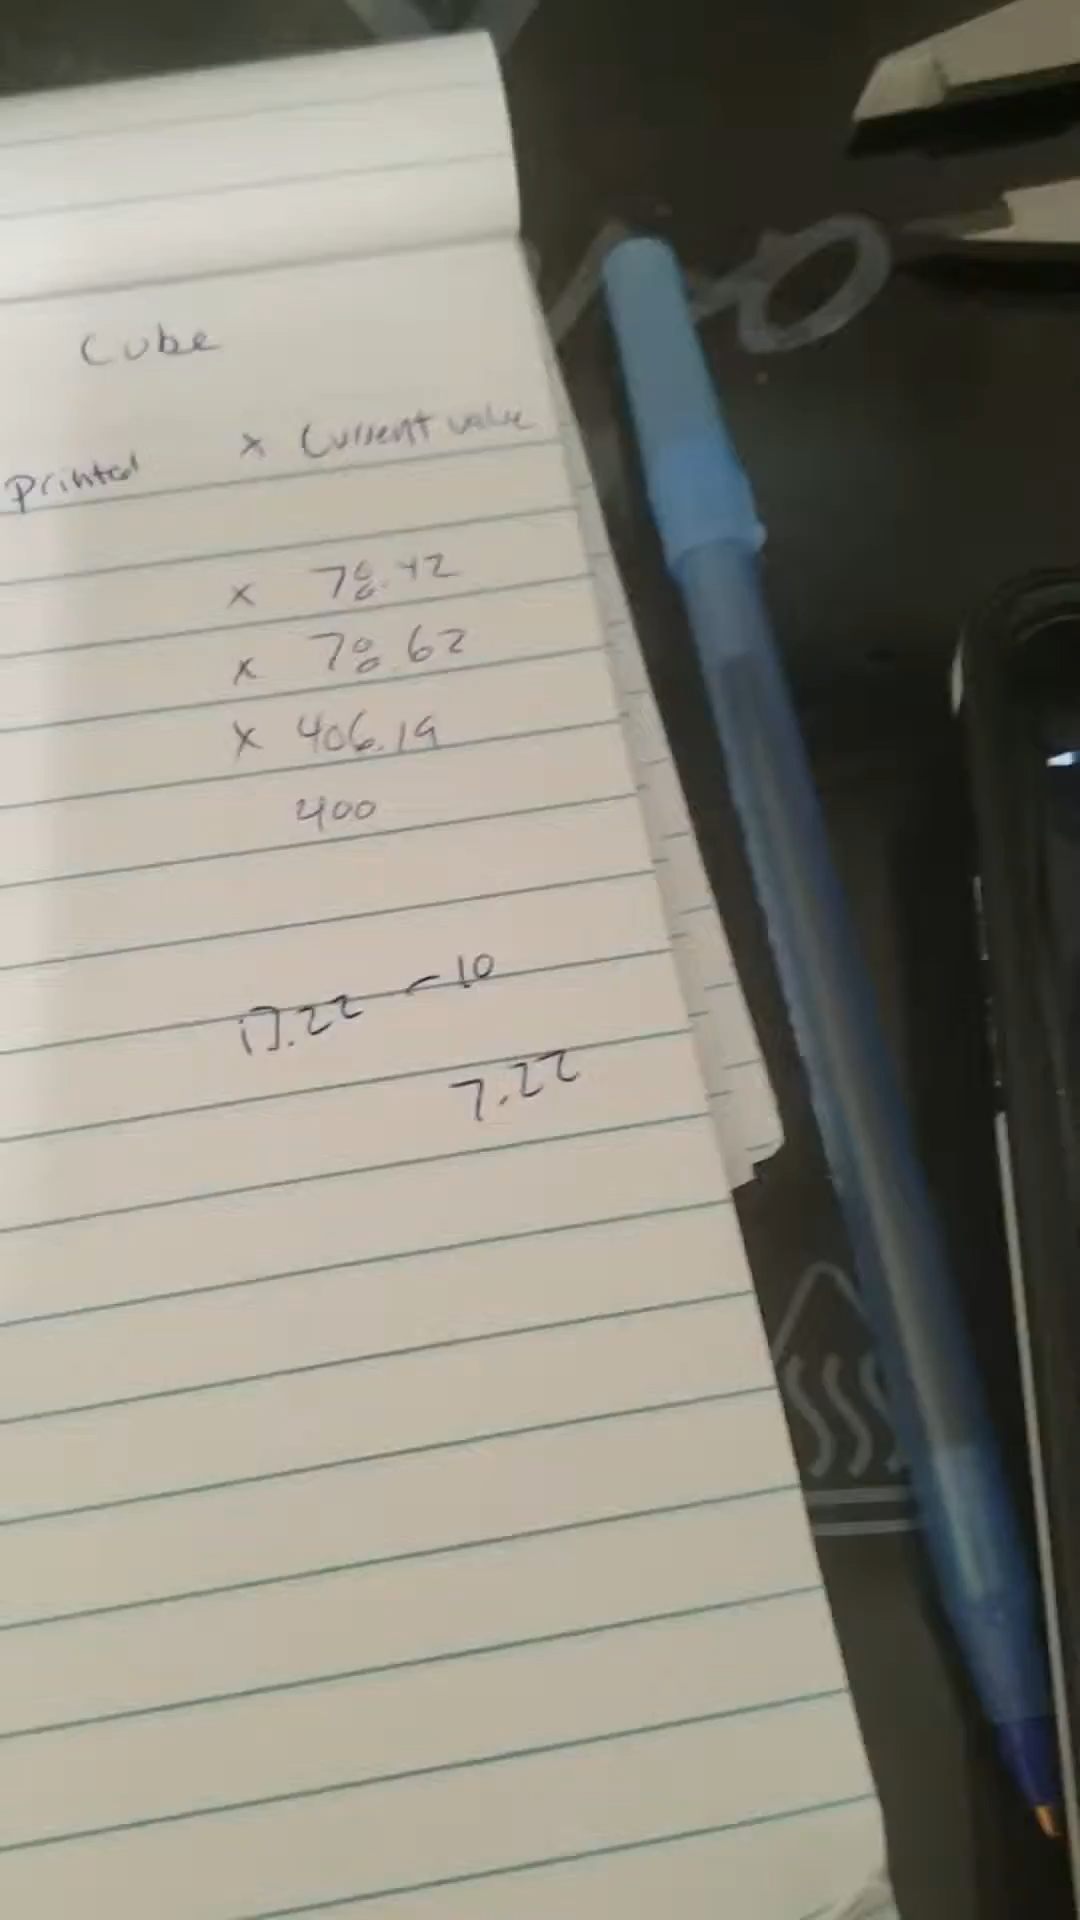 Cube
Printed x Current value
x 78.42
x 78.62
x 406.19
400
17.22 - 10
7.22